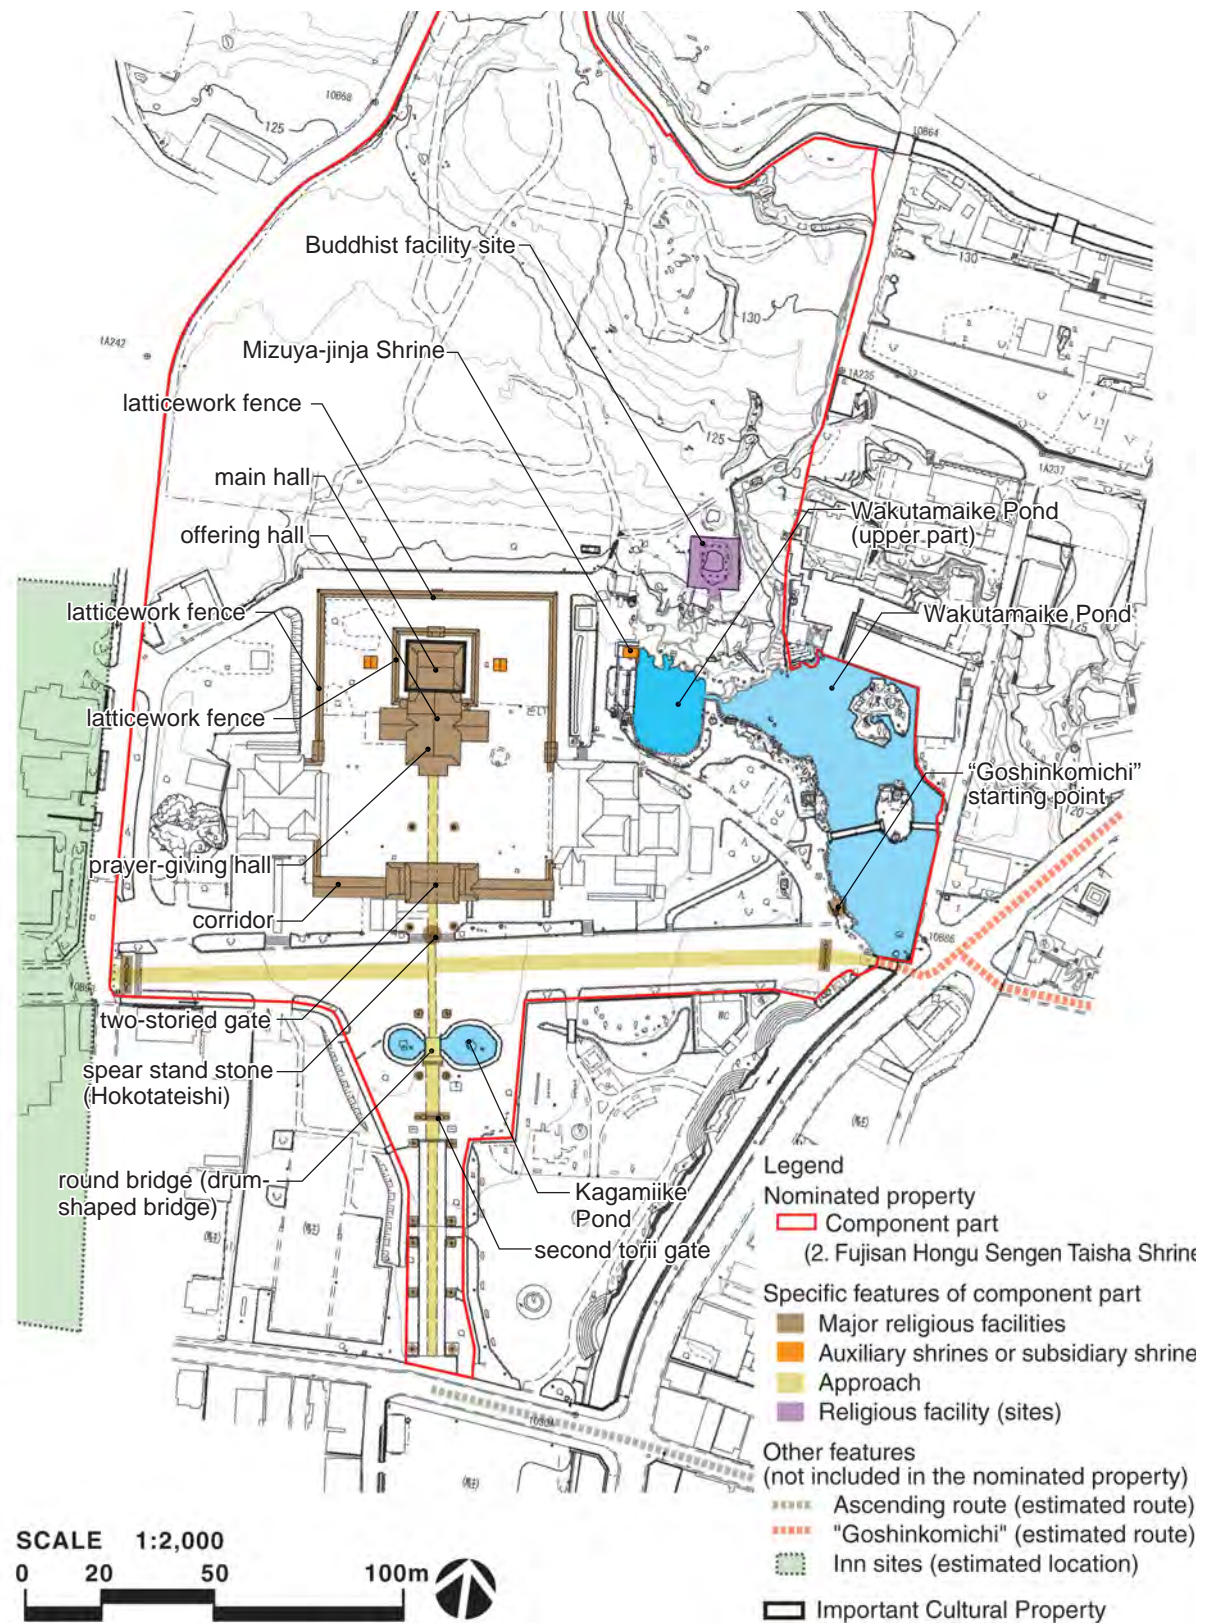 10B68
125
10B64
130
Buddhist facility site
130
1A242
Mizuya-jinja Shrine
1A235
latticework fence
125
1A237
main hall
Wakutamaike Pond
(upper part)
offering hall
latticework fence
Wakutamaike Pond
latticework fence
"Goshinkomichi"
starting point
120
prayer-giving hall
corridor
10B86
two-storied gate
WC
spear stand stone
(Hokotateishi)
round bridge (drum-
shaped bridge)
Kagamiike
Pond
second torii gate
Legend
Nominated property
Component part
(2. Fujisan Hongu Sengen Taisha Shrine
Specific features of component part
Major religious facilities
Auxiliary shrines or subsidiary shrine
Approach
Religious facility (sites)
Other features
(not included in the nominated property)
Ascending route (estimated route)
"Goshinkomichi" (estimated route)
Inn sites (estimated location)
Important Cultural Property
SCALE 1:2,000
0 20 50 100m